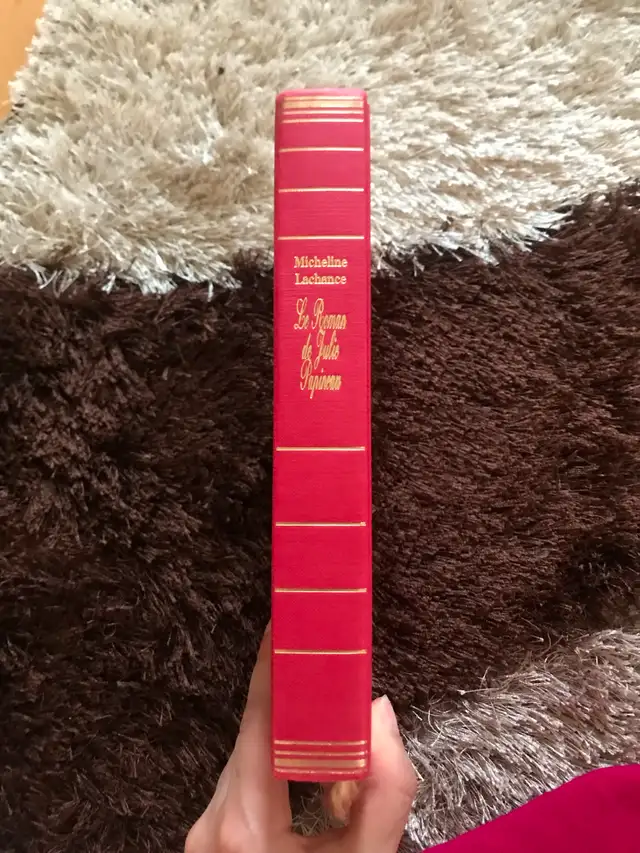 Micheline
Lachance
Le Roman
de Julie
Papineau